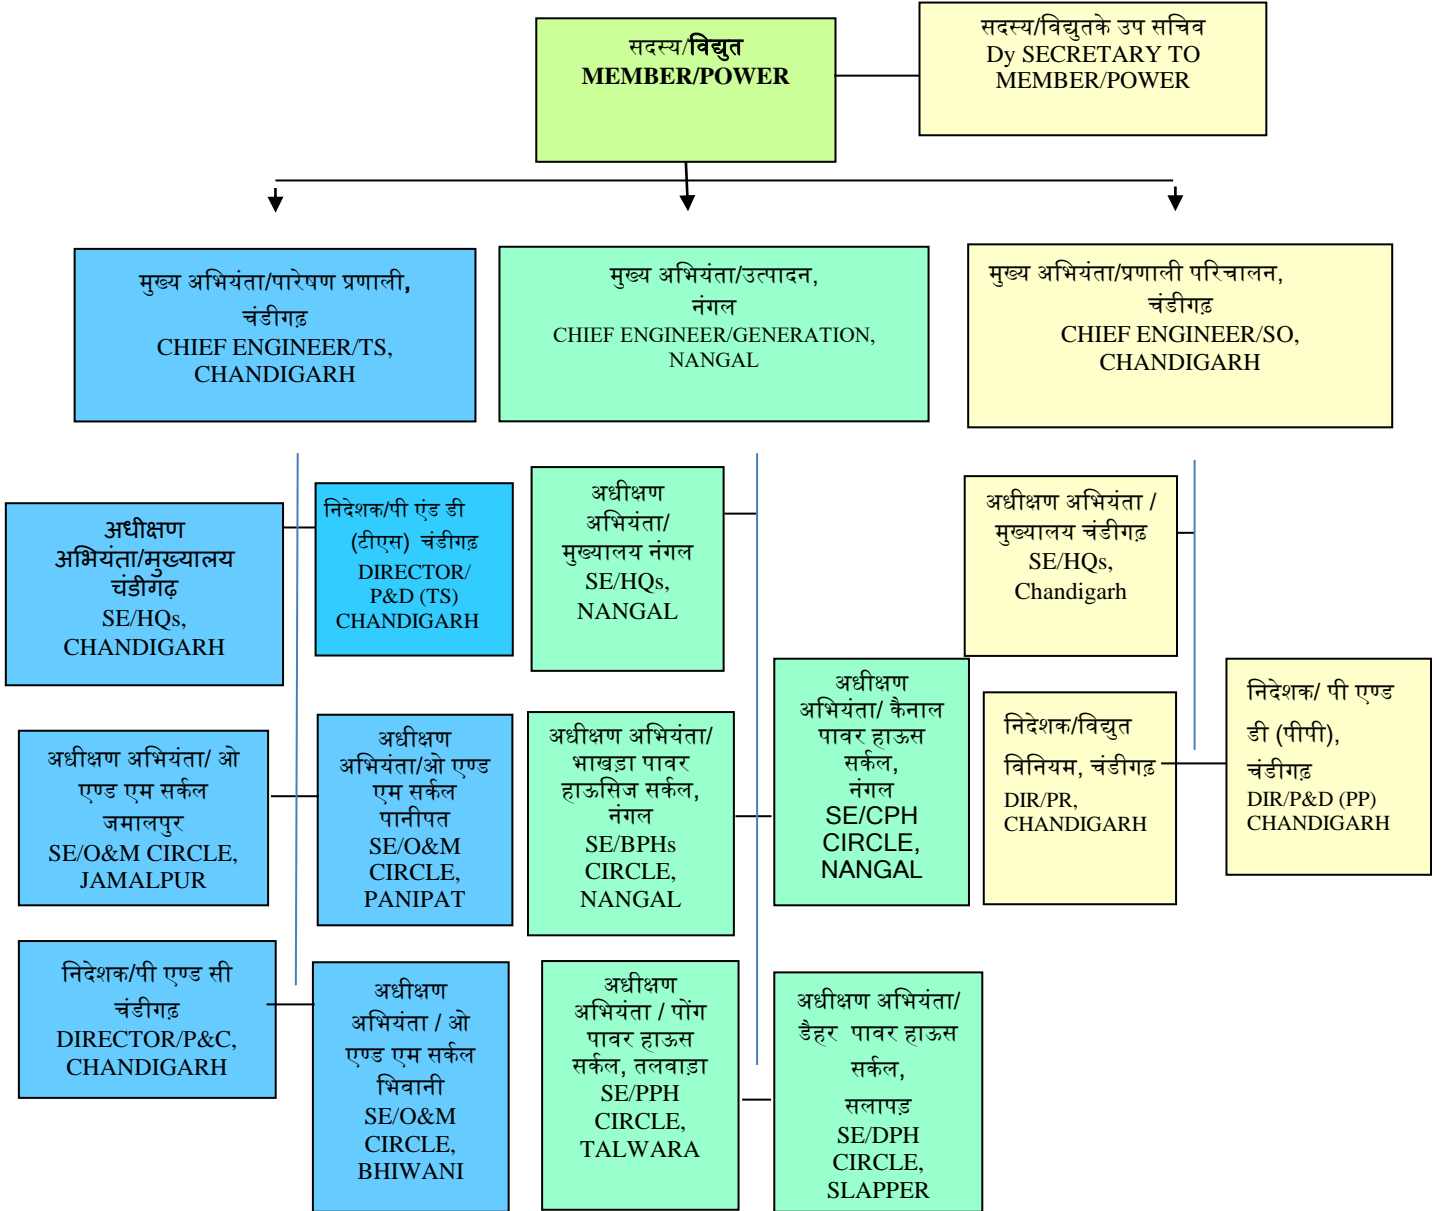 सदस्य/विद्युत
MEMBER/POWER
सदस्य/विद्युतके उप सचिव
Dy SECRETARY TO
MEMBER/POWER
मुख्य अभियंता/पारेषण प्रणाली,
चंडीगढ़
CHIEF ENGINEER/TS,
CHANDIGARH
मुख्य अभियंता/उत्पादन,
नंगल
CHIEF ENGINEER/GENERATION,
NANGAL
मुख्य अभियंता/प्रणाली परिचालन,
चंडीगढ़
CHIEF ENGINEER/SO,
CHANDIGARH
अधीक्षण
अभियंता/मुख्यालय
चंडीगढ़
SE/HQs,
CHANDIGARH
निदेशक/पी एंड डी
(टीएस) चंडीगढ़
DIRECTOR/
P&D (TS)
CHANDIGARH
अधीक्षण अभियंता/ ओ
एण्ड एम सर्कल
जमालपुर
SE/O&M CIRCLE,
JAMALPUR
अधीक्षण
अभियंता/ओ एण्ड
एम सर्कल
पानीपत
SE/O&M
CIRCLE,
PANIPAT
निदेशक/पी एण्ड सी
चंडीगढ़
DIRECTOR/P&C,
CHANDIGARH
अधीक्षण
अभियंता / ओ
एण्ड एम सर्कल
भिवानी
SE/O&M
CIRCLE,
BHIWANI
अधीक्षण
अभियंता/
मुख्यालय नंगल
SE/HQs,
NANGAL
अधीक्षण अभियंता/
भाखड़ा पावर
हाऊसिज सर्कल,
नंगल
SE/BPHs
CIRCLE,
NANGAL
अधीक्षण
अभियंता/ कैनाल
पावर हाऊस
सर्कल,
नंगल
SE/CPH
CIRCLE,
NANGAL
अधीक्षण
अभियंता / पोंग
पावर हाऊस
सर्कल, तलवाड़ा
SE/PPH
CIRCLE,
TALWARA
अधीक्षण अभियंता/
डैहर पावर हाऊस
सर्कल,
सलापड़
SE/DPH
CIRCLE,
SLAPPER
अधीक्षण अभियंता /
मुख्यालय चंडीगढ़
SE/HQs,
Chandigarh
निदेशक/विद्युत
विनियम, चंडीगढ़
DIR/PR,
CHANDIGARH
निदेशक/ पी एण्ड
डी (पीपी),
चंडीगढ़
DIR/P&D (PP)
CHANDIGARH